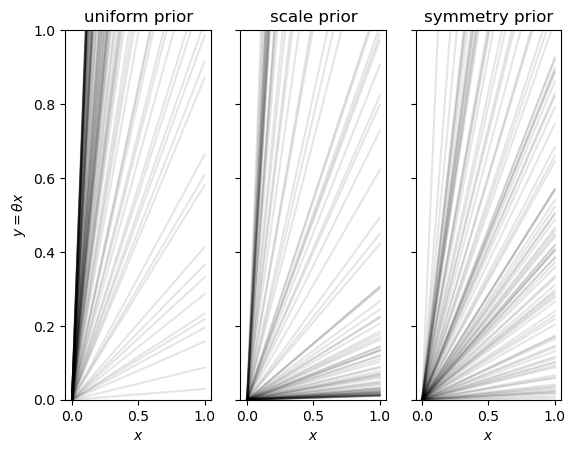 uniform prior
scale prior
symmetry prior
1.0
0.8
0.6
0.4
0.2
0.0
y = θx
0.0 0.5 1.0
0.0 0.5 1.0
0.0 0.5 1.0
x
x
x